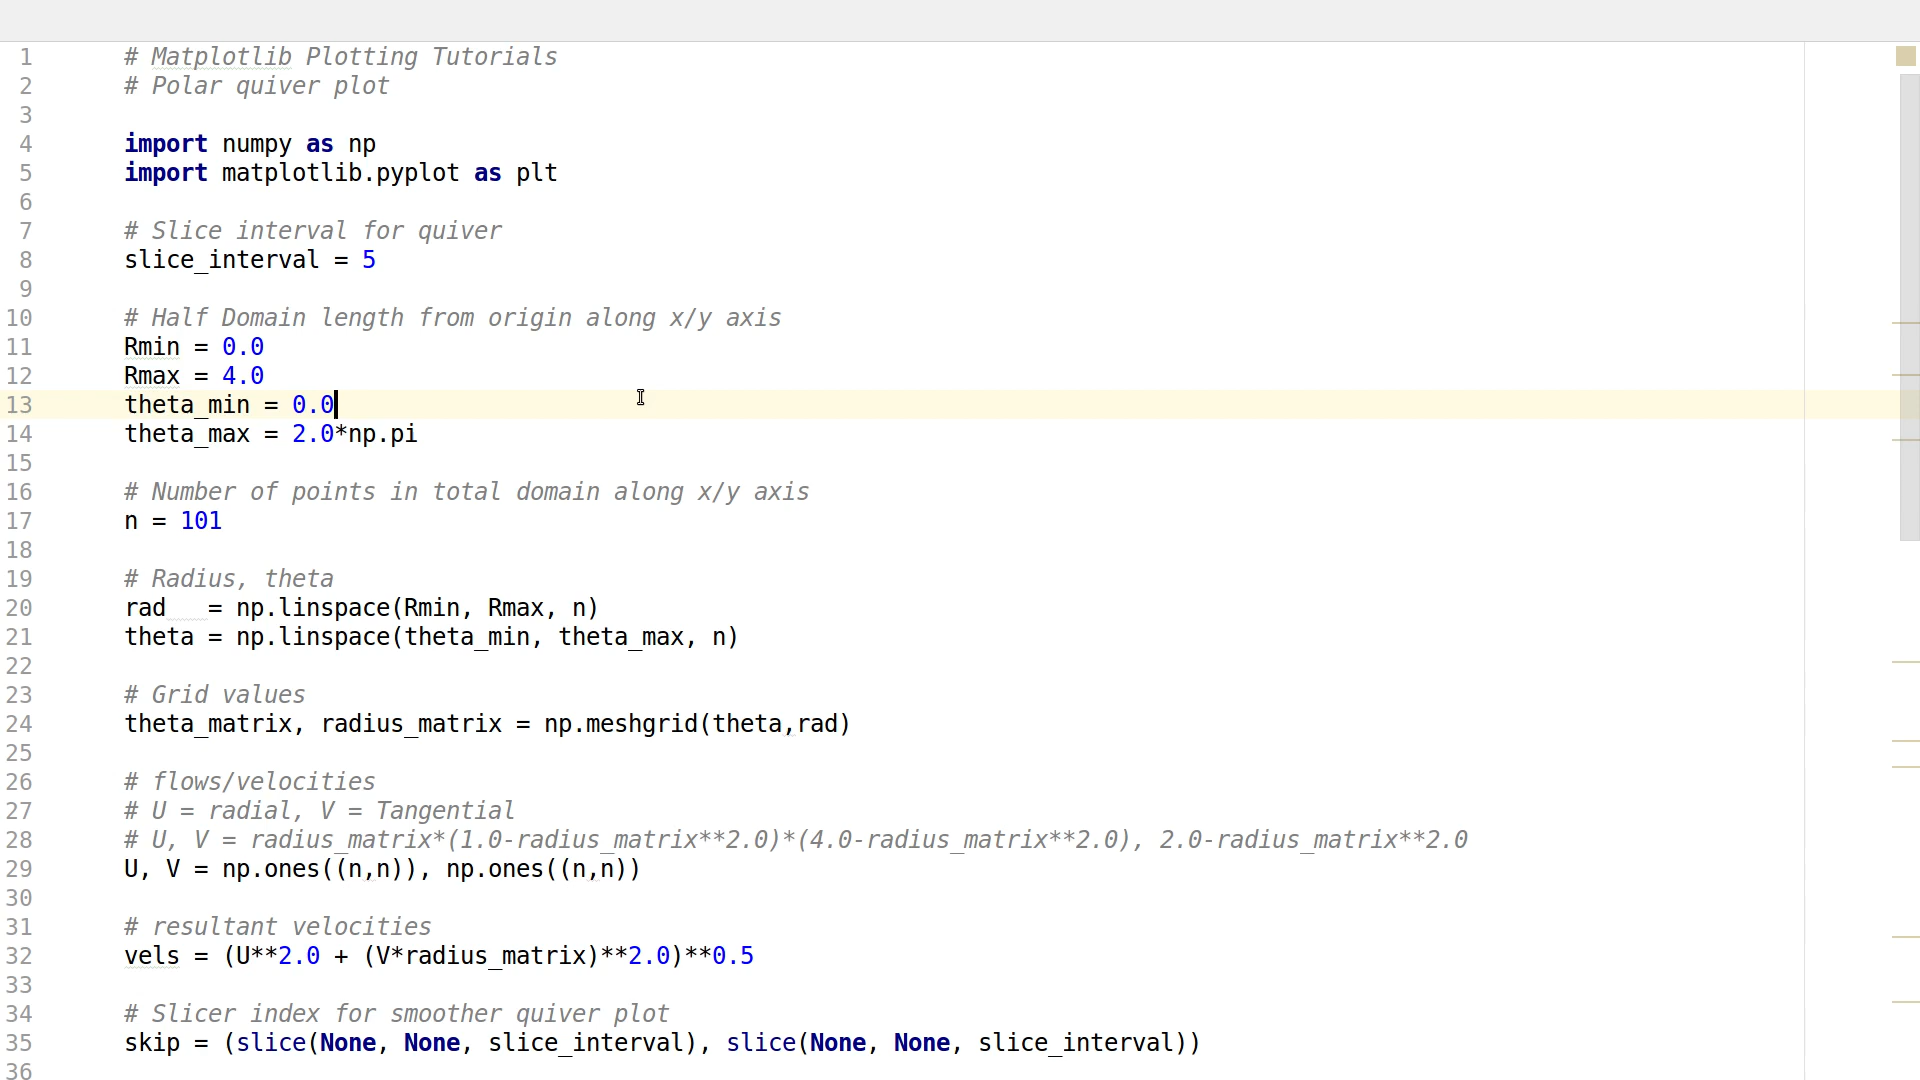 1 # Matplotlib Plotting Tutorials
2 # Polar quiver plot
3
4 import numpy as np
5 import matplotlib.pyplot as plt
6
7 # Slice interval for quiver
8 slice_interval = 5
9
10 # Half Domain length from origin along x/y axis
11 Rmin = 0.0
12 Rmax = 4.0
13 theta_min = 0.0
14 theta_max = 2.0*np.pi
15
16 # Number of points in total domain along x/y axis
17 n = 101
18
19 # Radius, theta
20 rad   = np.linspace(Rmin, Rmax, n)
21 theta = np.linspace(theta_min, theta_max, n)
22
23 # Grid values
24 theta_matrix, radius_matrix = np.meshgrid(theta,rad)
25
26 # flows/velocities
27 # U = radial, V = Tangential
28 # U, V = radius_matrix*(1.0-radius_matrix**2.0)*(4.0-radius_matrix**2.0), 2.0-radius_matrix**2.0
29 U, V = np.ones((n,n)), np.ones((n,n))
30
31 # resultant velocities
32 vels = (U**2.0 + (V*radius_matrix)**2.0)**0.5
33
34 # Slicer index for smoother quiver plot
35 skip = (slice(None, None, slice_interval), slice(None, None, slice_interval))
36